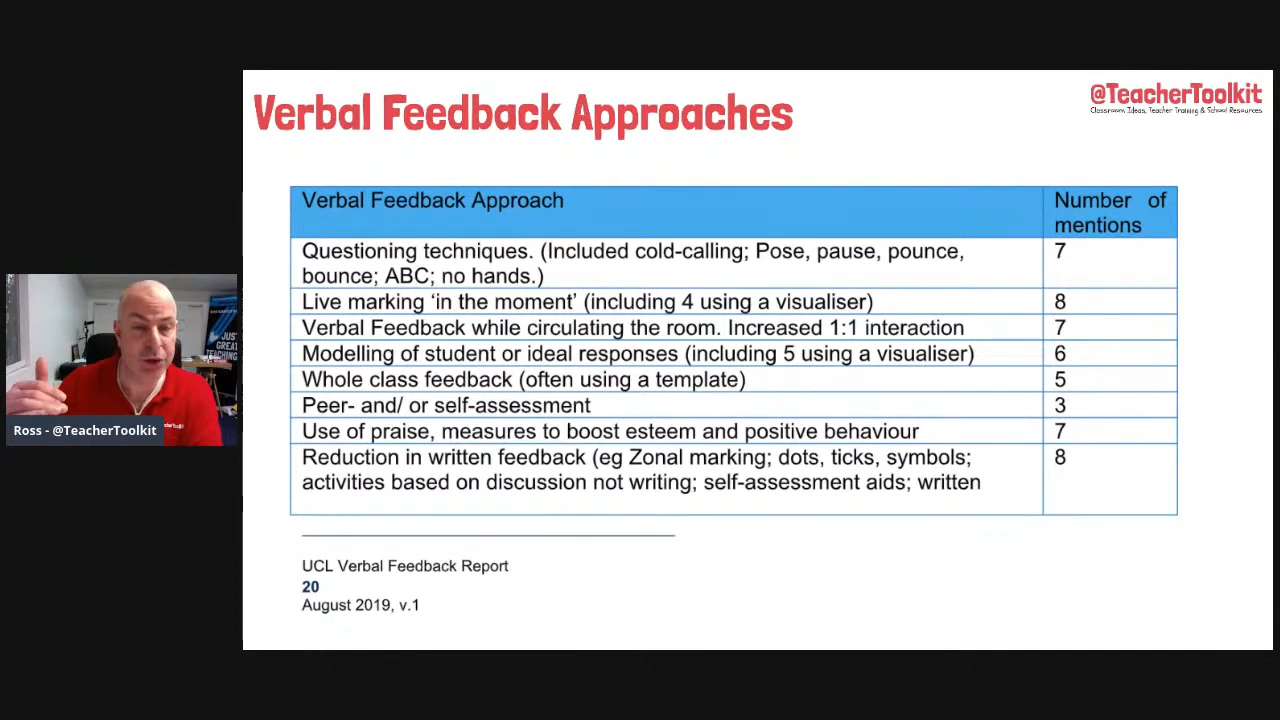 Verbal Feedback Approaches
@TeacherToolkit
Classroom Ideas, Teacher Training & School Resources
Verbal Feedback Approach
Number of
mentions
Questioning techniques. (Included cold-calling; Pose, pause, pounce,
bounce; ABC; no hands.)
7
Live marking ‘in the moment’ (including 4 using a visualiser)
8
Verbal Feedback while circulating the room. Increased 1:1 interaction
7
Modelling of student or ideal responses (including 5 using a visualiser)
6
Whole class feedback (often using a template)
5
Peer- and/ or self-assessment
3
Use of praise, measures to boost esteem and positive behaviour
7
Reduction in written feedback (eg Zonal marking; dots, ticks, symbols;
activities based on discussion not writing; self-assessment aids; written
8
UCL Verbal Feedback Report
20
August 2019, v.1
JUST
GREAT
TEACHING
Ross - @TeacherToolkit